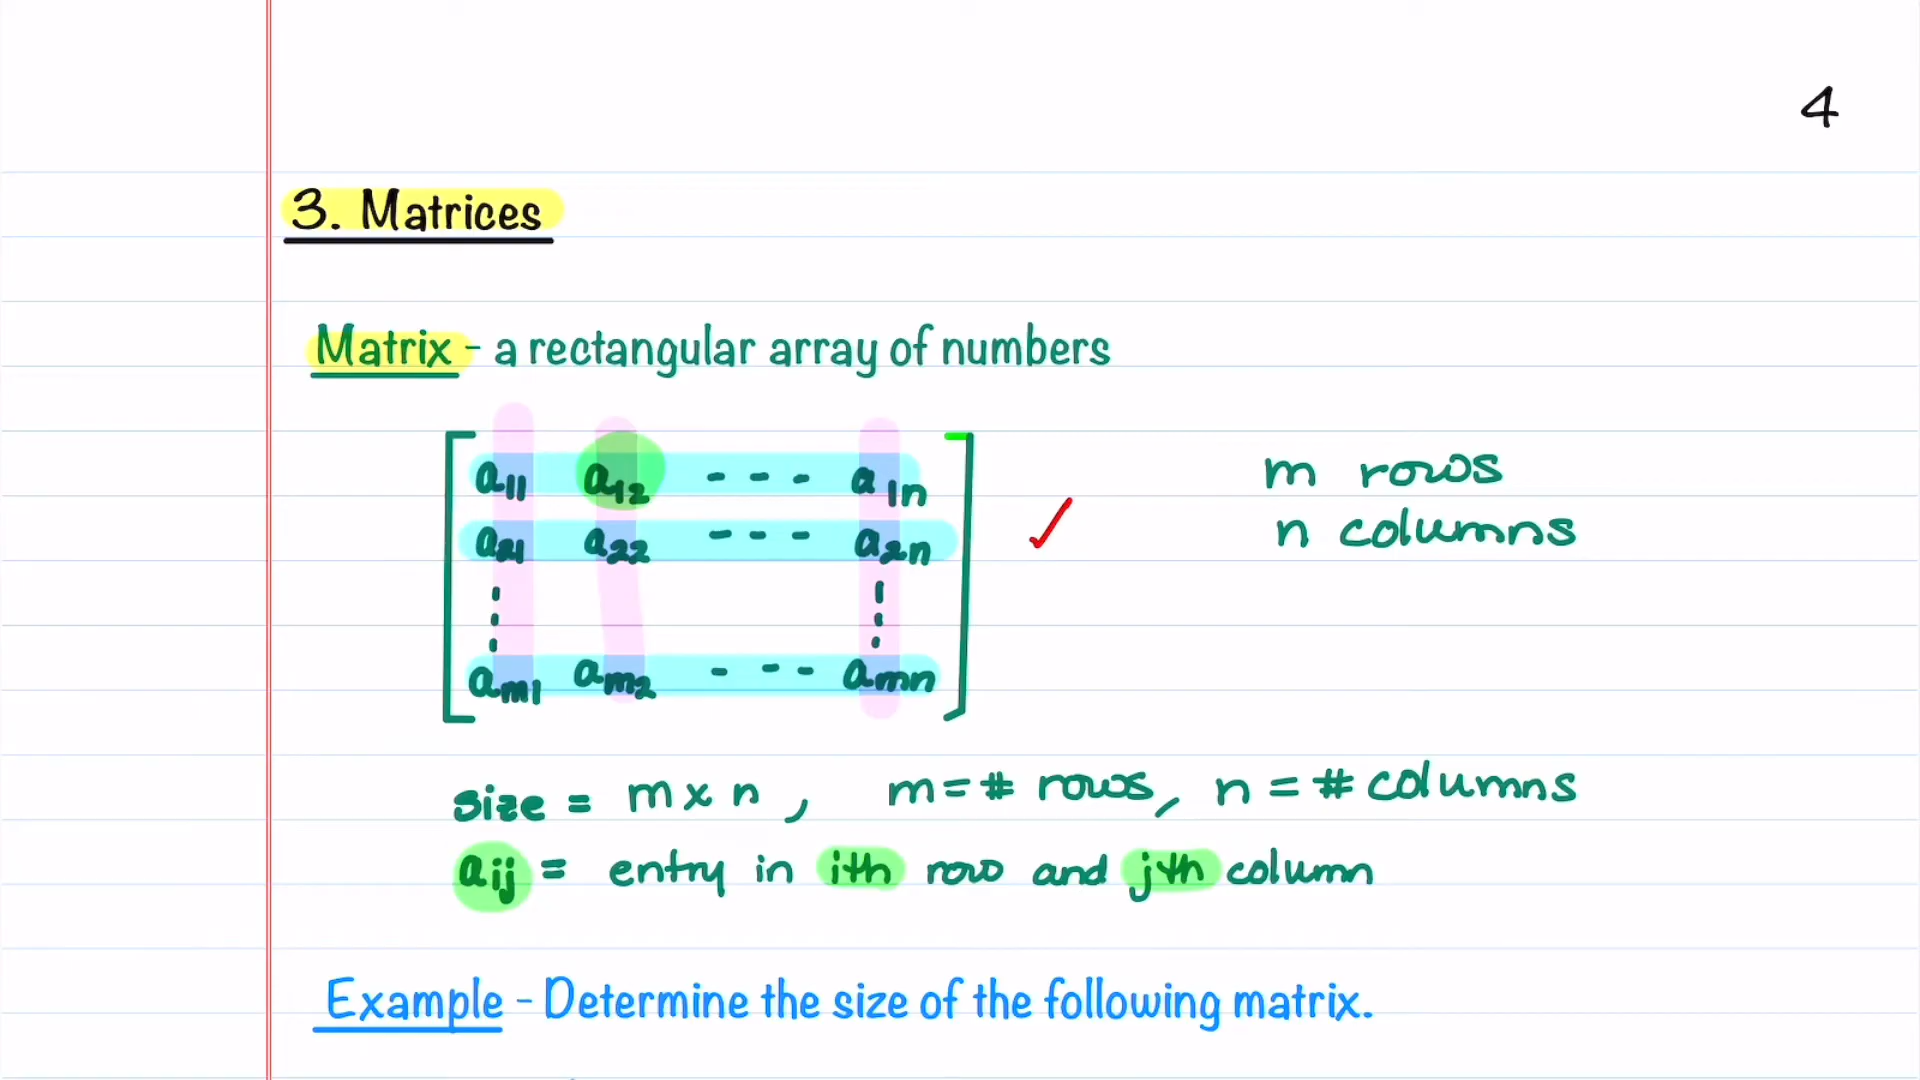 4
3. Matrices
Matrix - a rectangular array of numbers
a11 a12 - - - a1n
a21 a22 - - - a2n
am1 am2 - - - amn
m rows
n columns
size = m x n, m = # rows, n = # columns
aij = entry in ith row and jth column
Example - Determine the size of the following matrix.